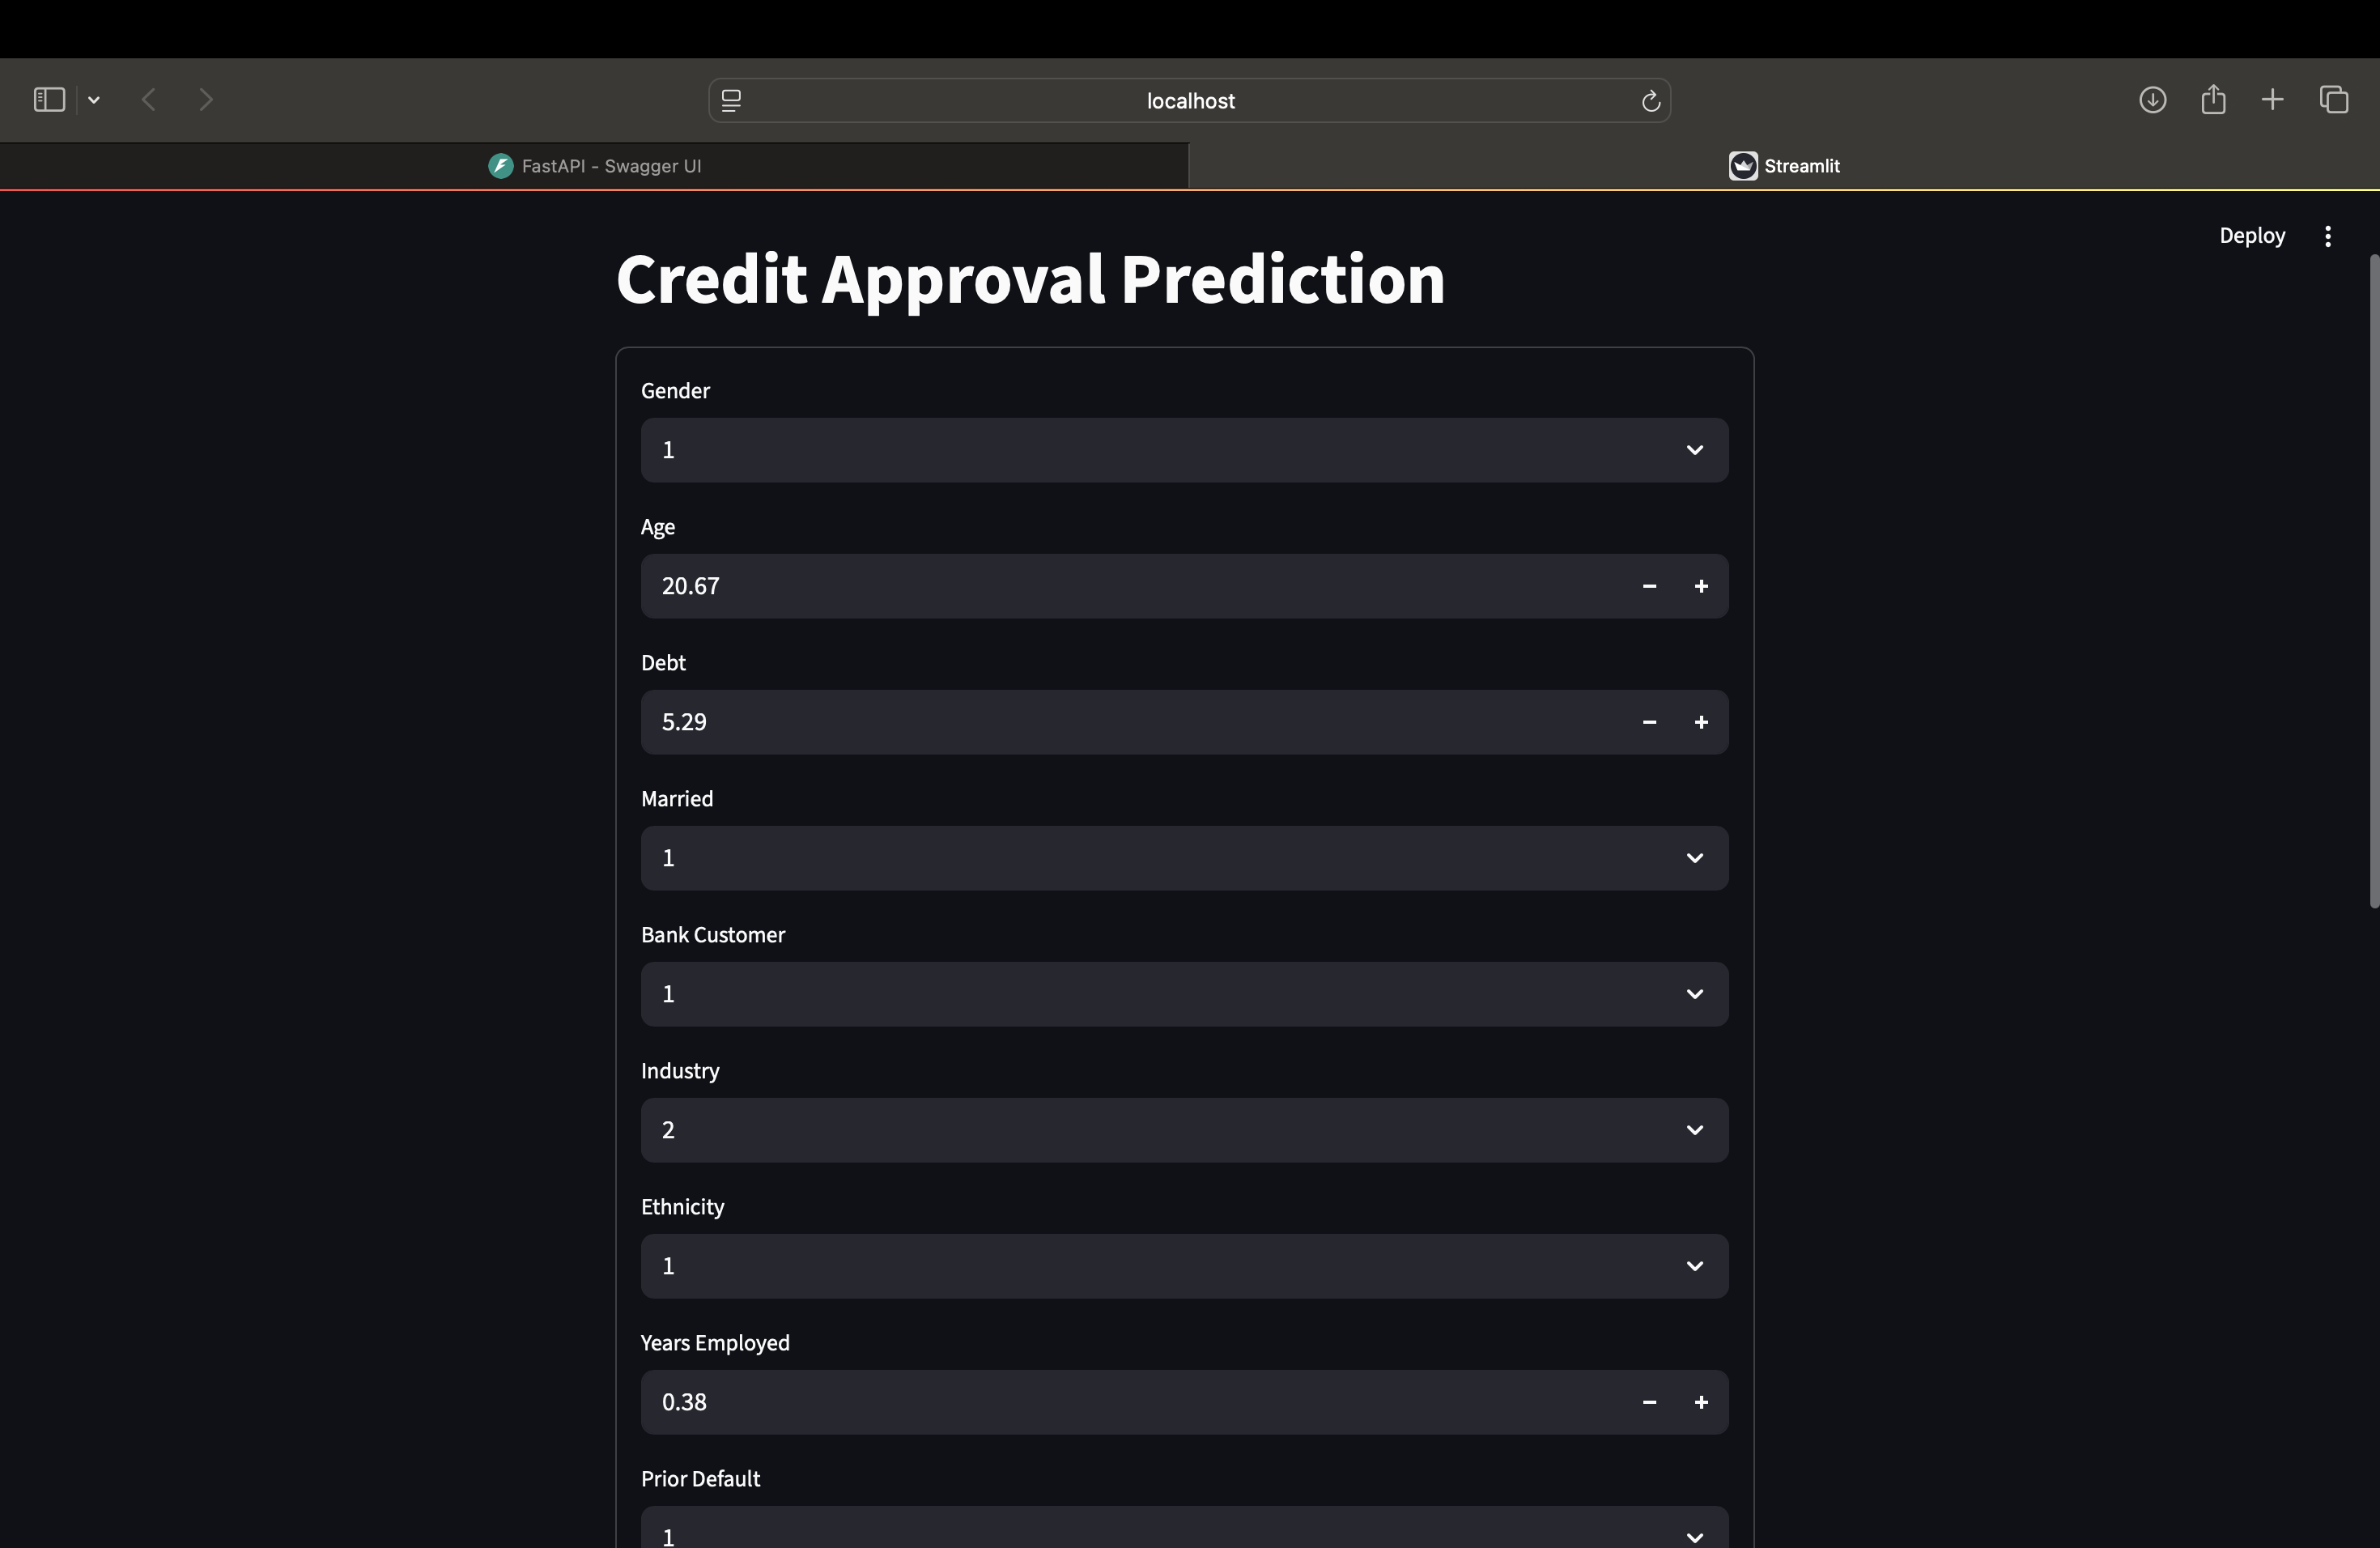 localhost
FastAPI - Swagger UI
Streamlit
Deploy
Credit Approval Prediction
Gender
1
Age
20.67
Debt
5.29
Married
1
Bank Customer
1
Industry
2
Ethnicity
1
Years Employed
0.38
Prior Default
1